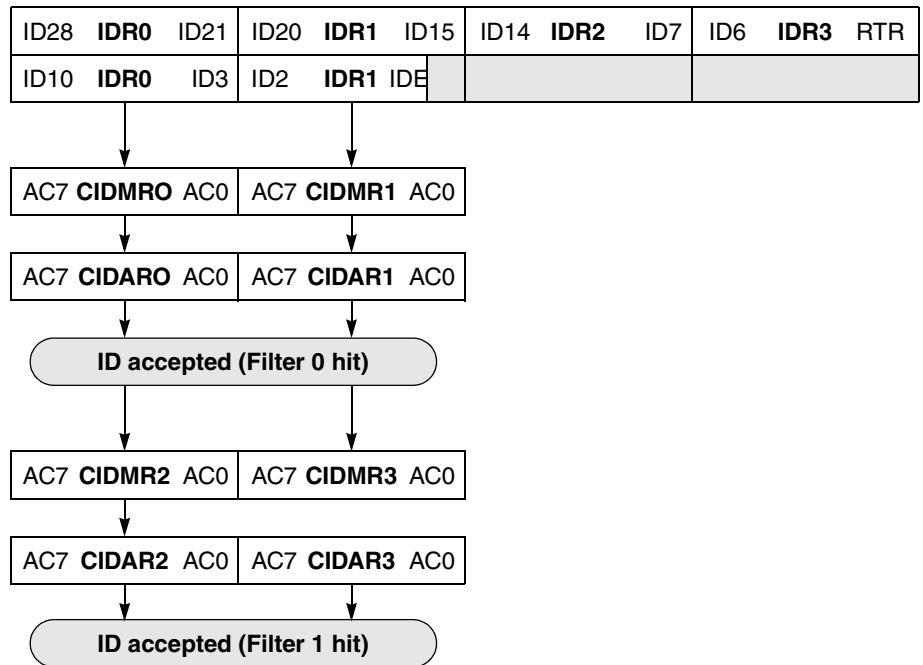 ID28 IDR0 ID21 ID20 IDR1 ID15 ID14 IDR2 ID7 ID6 IDR3 RTR
ID10 IDR0 ID3 ID2 IDR1 IDE
AC7 CIDMRO AC0 AC7 CIDMR1 AC0
AC7 CIDARO AC0 AC7 CIDAR1 AC0
ID accepted (Filter 0 hit)
AC7 CIDMR2 AC0 AC7 CIDMR3 AC0
AC7 CIDAR2 AC0 AC7 CIDAR3 AC0
ID accepted (Filter 1 hit)